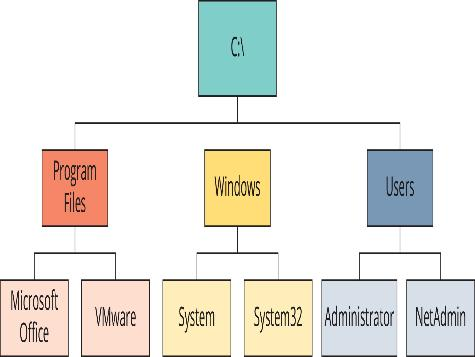 C:\
Program
Files
Windows
Users
Microsoft
Office
VMware
System
System32
Administrator
NetAdmin